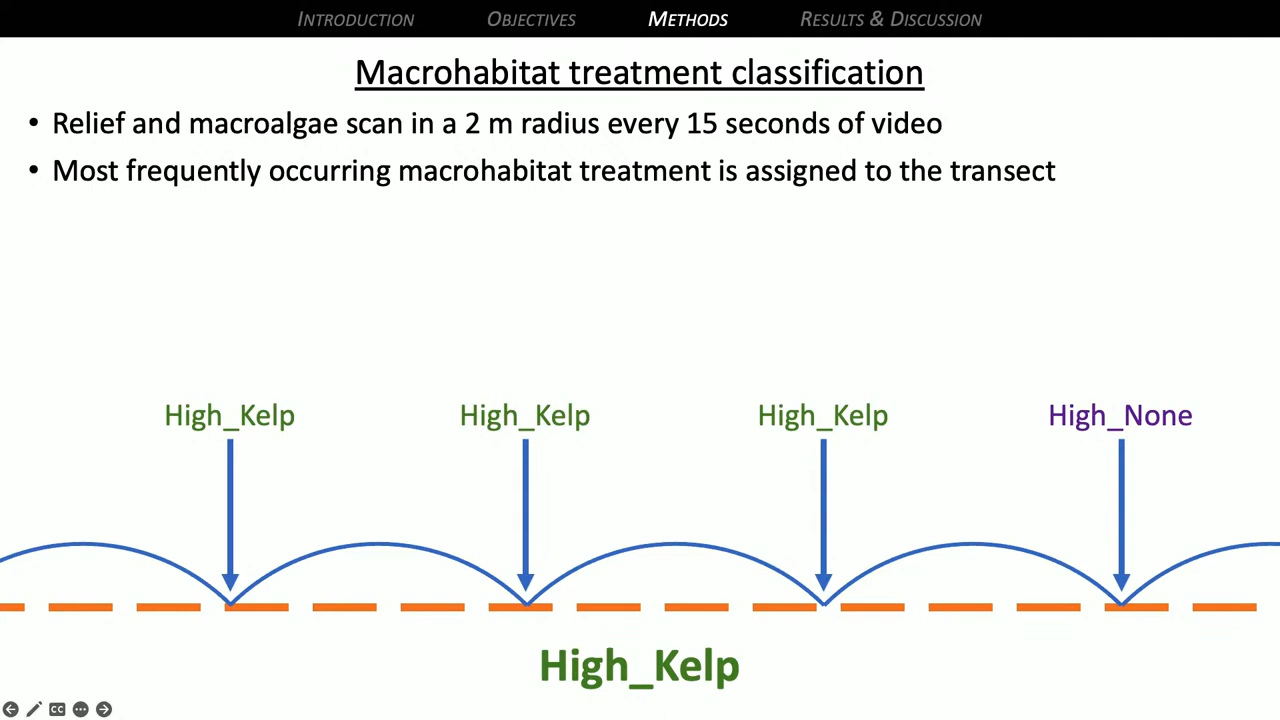 INTRODUCTION OBJECTIVES METHODS RESULTS & DISCUSSION
Macrohabitat treatment classification
• Relief and macroalgae scan in a 2 m radius every 15 seconds of video
• Most frequently occurring macrohabitat treatment is assigned to the transect
High_Kelp High_Kelp High_Kelp High_None
High_Kelp
CC